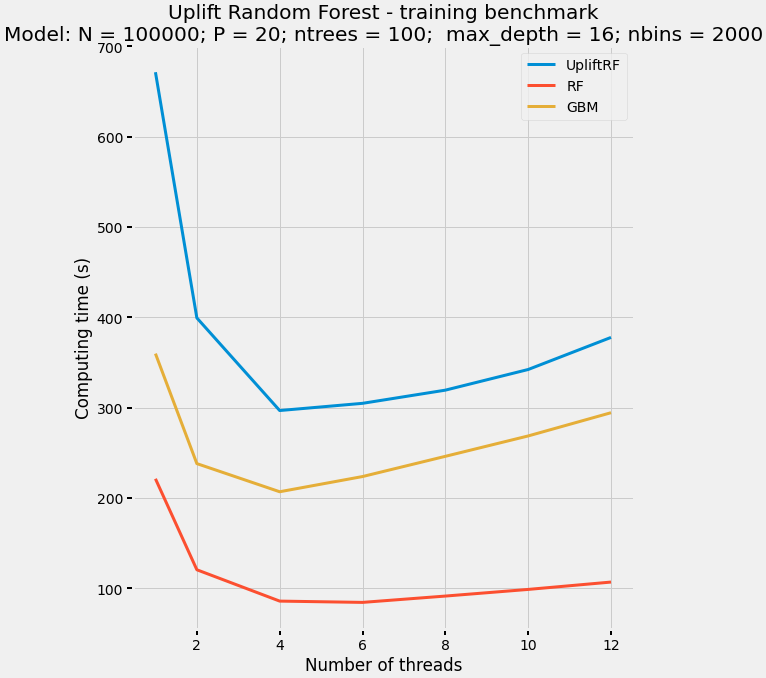 Uplift Random Forest - training benchmark
Model: N = 100000; P = 20; ntrees = 100;  max_depth = 16; nbins = 2000
700
600
500
400
300
200
100
Computing time (s)
UpliftRF
RF
GBM
2 4 6 8 10 12
Number of threads